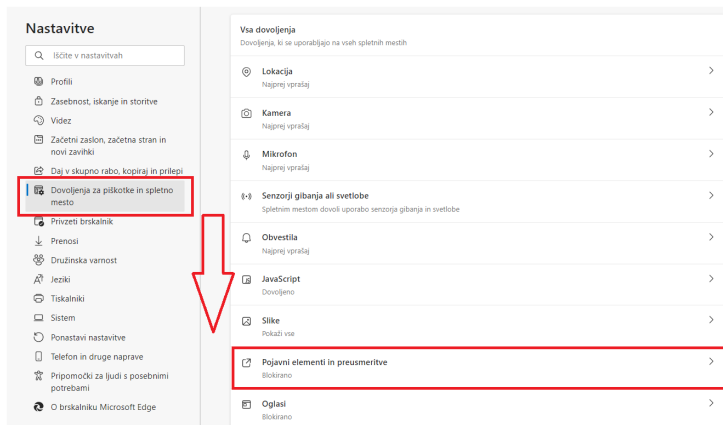 Nastavitve
Iščite v nastavitvah
Profili
Zasebnost, iskanje in storitve
Videz
Začetni zaslon, začetna stran in
novi zavihki
Daj v skupno rabo, kopiraj in prilepi
Dovoljenja za piškotke in spletno
mesto
Privzeti brskalnik
Prenosi
Družinska varnost
Jeziki
Tiskalniki
Sistem
Ponastavi nastavitve
Telefon in druge naprave
Pripomočki za ljudi s posebnimi
potrebami
O brskalniku Microsoft Edge
Vsa dovoljenja
Dovoljenja, ki se uporabljajo na vseh spletnih mestih
Lokacija
Najprej vprašaj
Kamera
Najprej vprašaj
Mikrofon
Najprej vprašaj
Senzorji gibanja ali svetlobe
Spletnim mestom dovoli uporabo senzorja gibanja in svetlobe
Obvestila
Najprej vprašaj
JavaScript
Dovoljeno
Slike
Pokaži vse
Pojavni elementi in preusmeritve
Blokirano
Oglasi
Blokirano